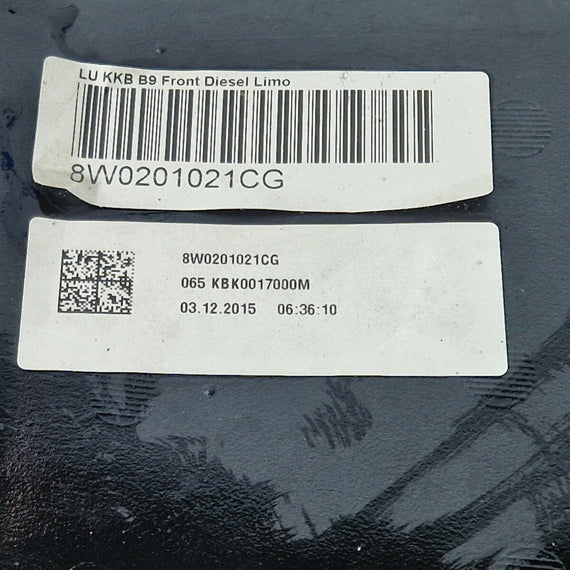 LU KKB B9 Front Diesel Limo
8W0201021CG
8W0201021CG
065 KBK0017000M
03.12.2015 06:36:10